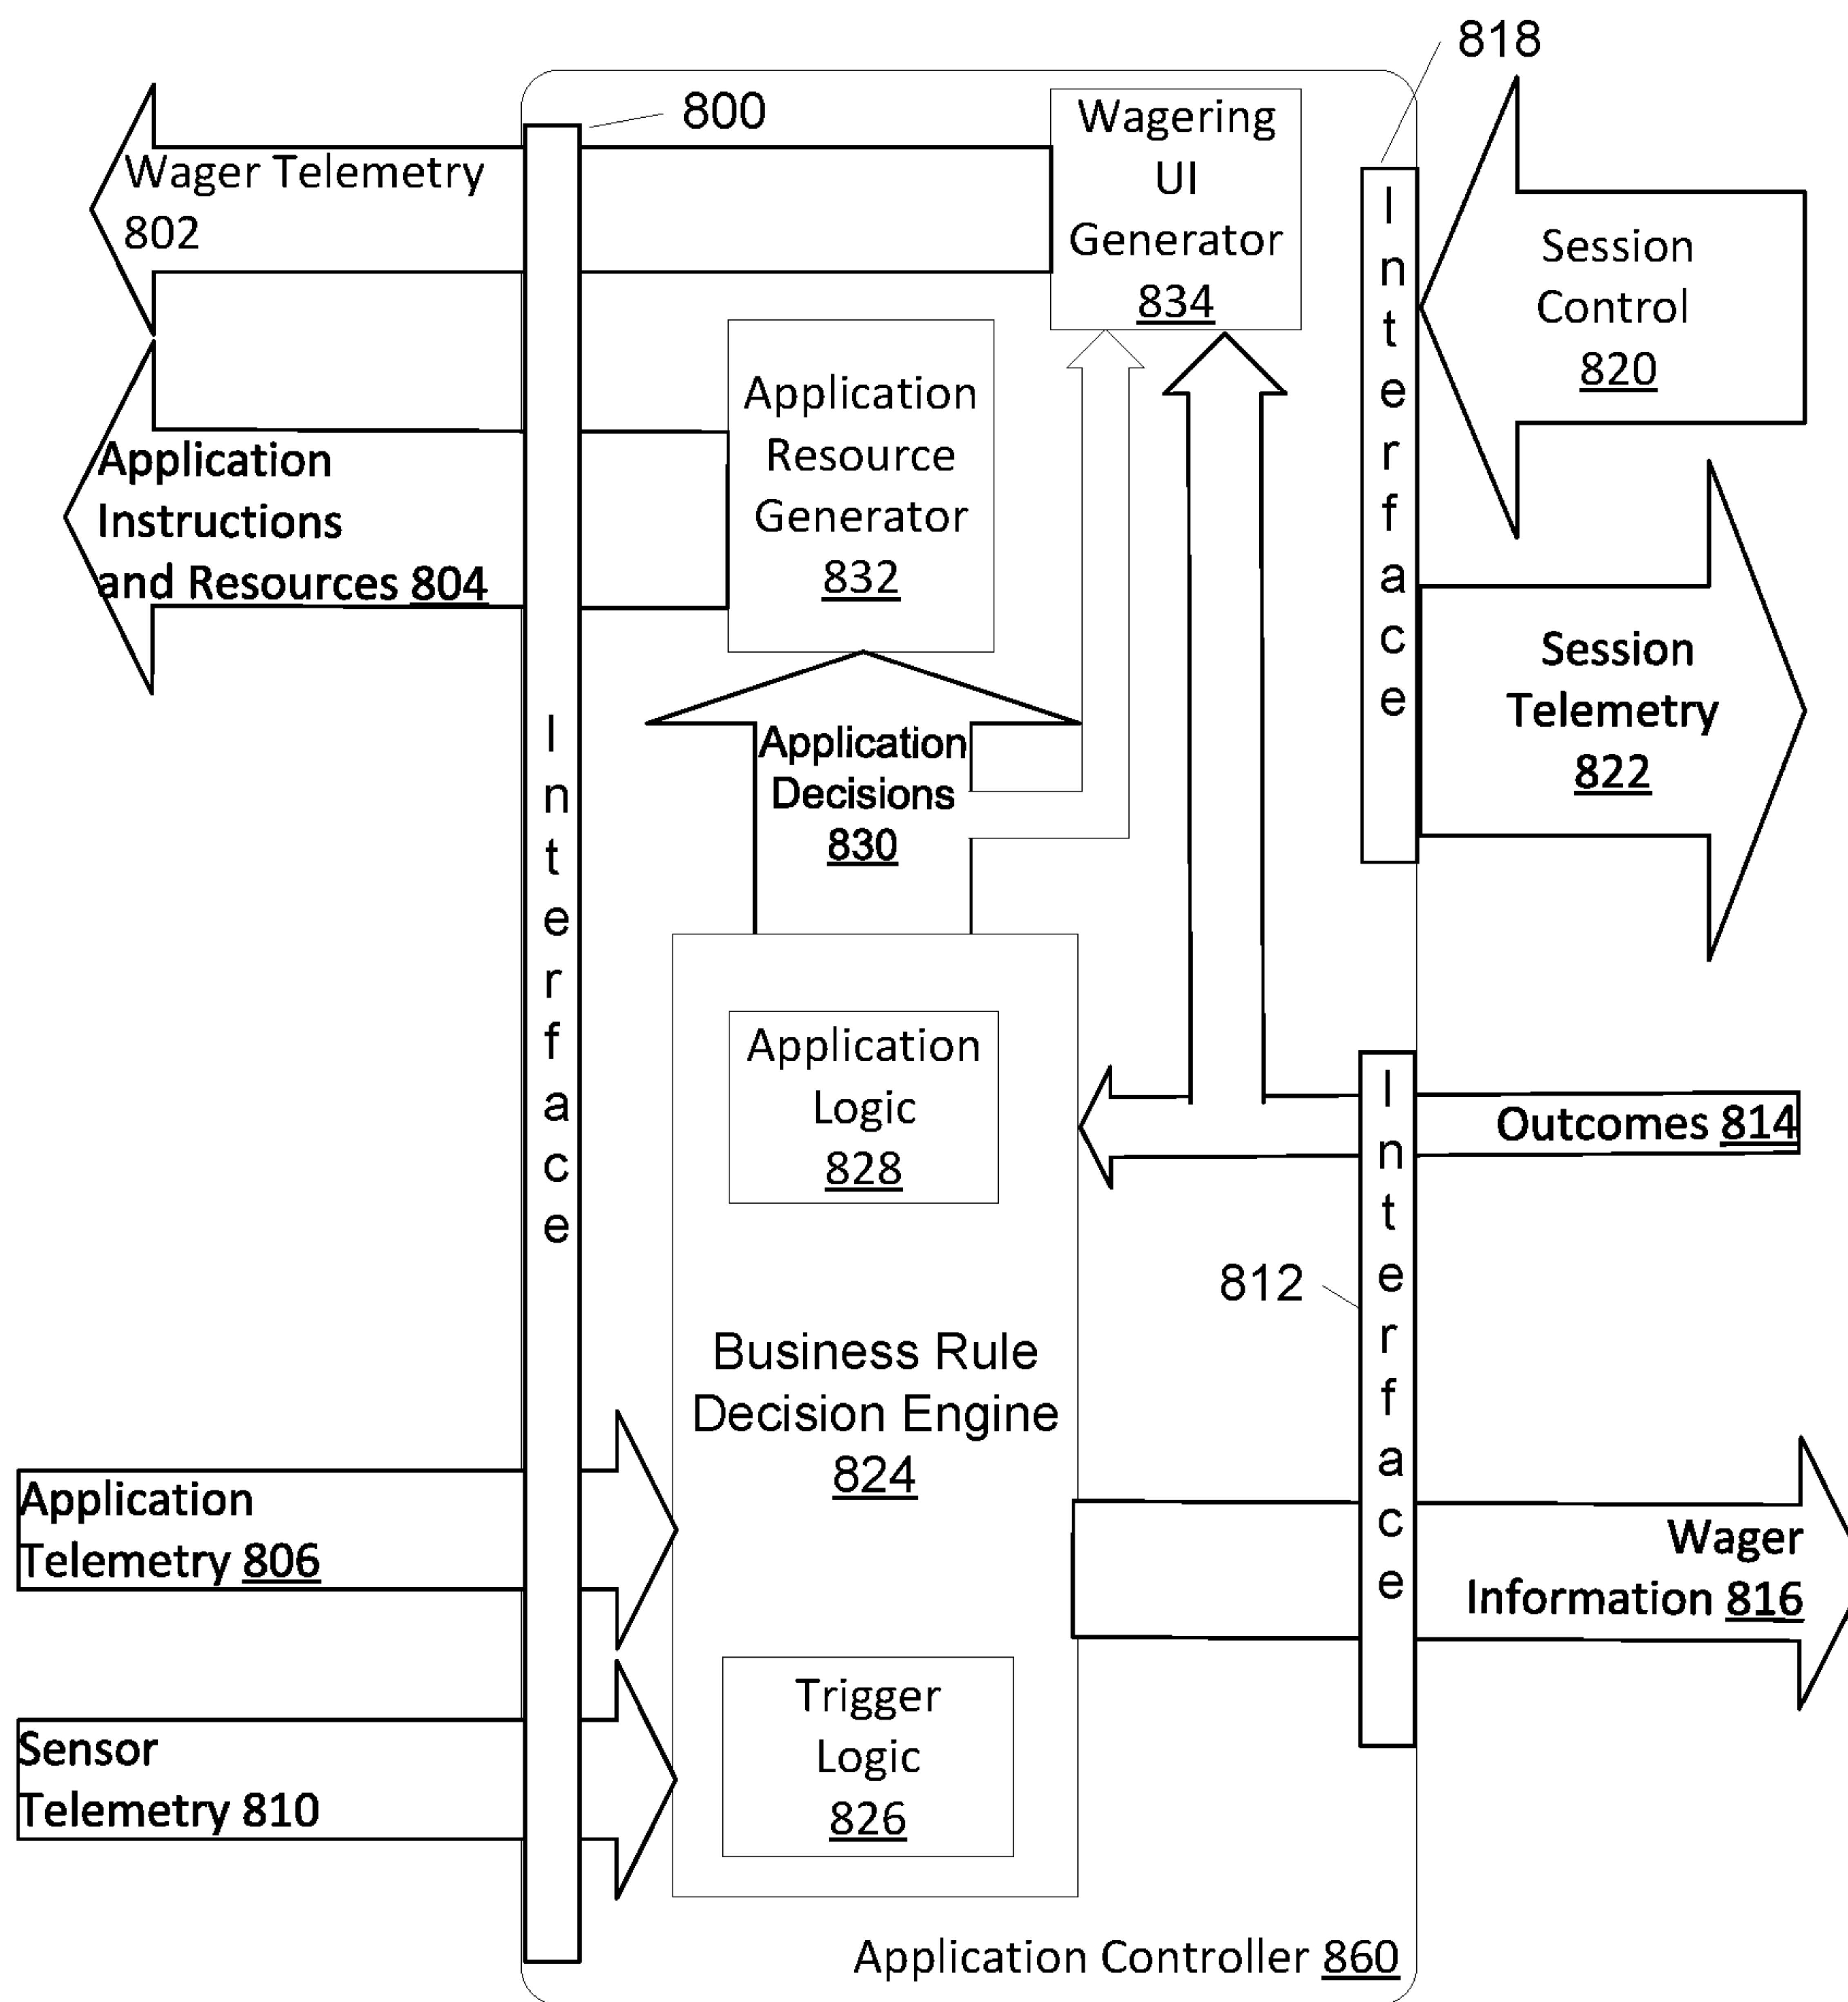 818
800
Wagering
UI
Generator
834
Wager Telemetry
802
Interface
Session
Control
820
Application
Resource
Generator
832
Application
Instructions
and Resources 804
Session
Telemetry
822
Application
Decisions
830
Interface
Application
Logic
828
Interface
Outcomes 814
812
Business Rule
Decision Engine
824
Application
Telemetry 806
Wager
Information 816
Trigger
Logic
826
Sensor
Telemetry 810
Application Controller 860